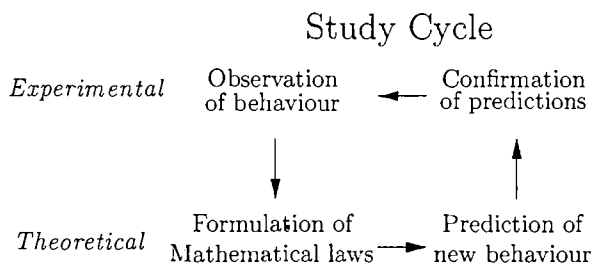 Study Cycle
Experimental
Observation
of behaviour
Confirmation
of predictions
Theoretical
Formulation of
Mathematical laws
Prediction of
new behaviour